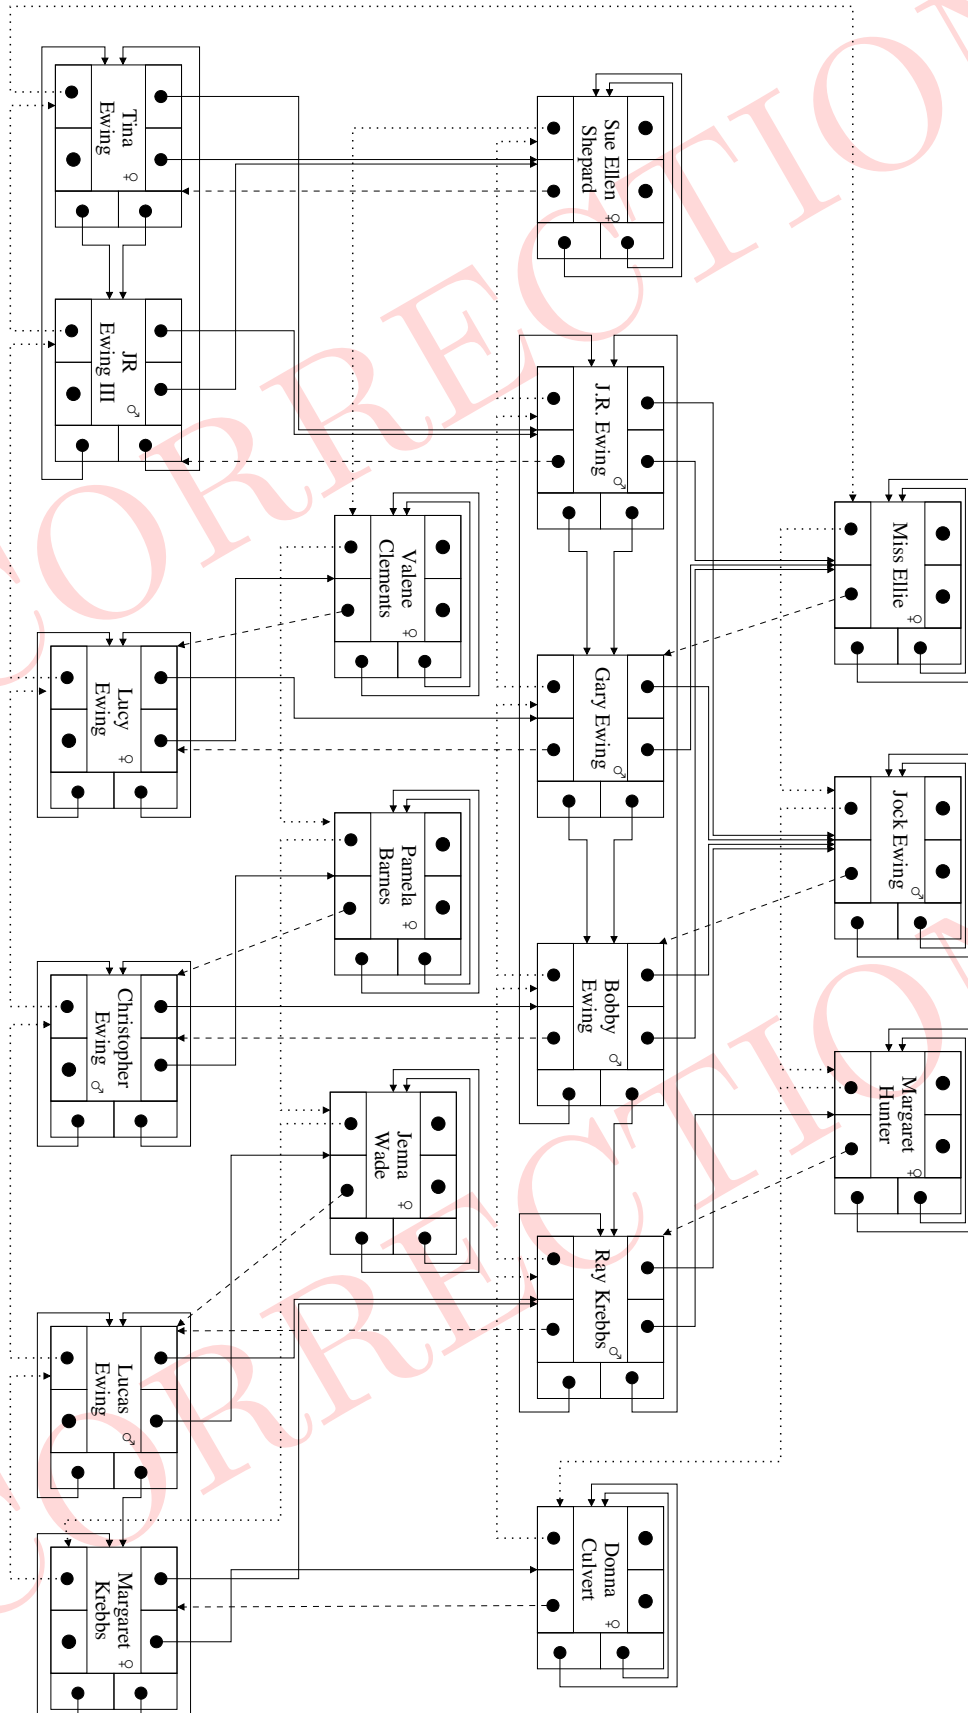 Miss Ellie
♀
Jock Ewing
♂
Margaret
Hunter
♀
Sue Ellen
Shepard
♀
J.R. Ewing
♂
Gary Ewing
♂
Bobby
Ewing
♂
Ray Krebbs
♂
Donna
Culvert
♀
Valene
Clements
♀
Pamela
Barnes
♀
Jenna
Wade
♀
Tina
Ewing
♀
JR
Ewing III
♂
Lucy
Ewing
♀
Christopher
Ewing
♂
Lucas
Ewing
♂
Margaret
Krebbs
♀
CORRECTION
CORRECTION